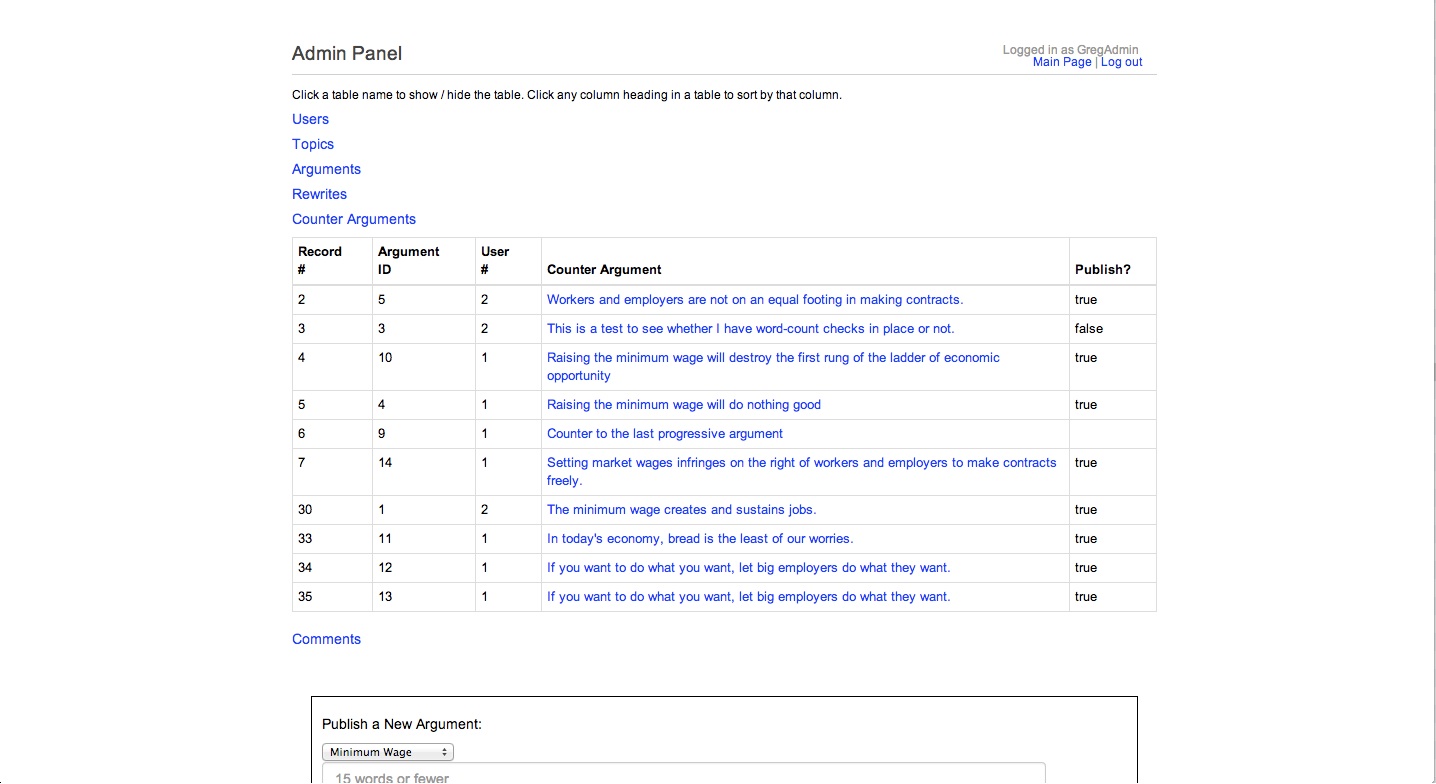 Admin Panel
Logged in as GregAdmin
Main Page | Log out
Click a table name to show / hide the table. Click any column heading in a table to sort by that column.
Users
Topics
Arguments
Rewrites
Counter Arguments
Record # Argument ID User # Counter Argument Publish?
2 5 2 Workers and employers are not on an equal footing in making contracts. true
3 3 2 This is a test to see whether I have word-count checks in place or not. false
4 10 1 Raising the minimum wage will destroy the first rung of the ladder of economic true
opportunity
5 4 1 Raising the minimum wage will do nothing good true
6 9 1 Counter to the last progressive argument
7 14 1 Setting market wages infringes on the right of workers and employers to make contracts true
freely.
30 1 2 The minimum wage creates and sustains jobs. true
33 11 1 In today's economy, bread is the least of our worries. true
34 12 1 If you want to do what you want, let big employers do what they want. true
35 13 1 If you want to do what you want, let big employers do what they want. true
Comments
Publish a New Argument:
Minimum Wage
15 words or fewer